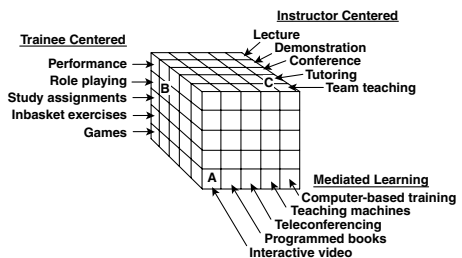 Instructor Centered
Lecture
Demonstration
Conference
Tutoring
Team teaching
Trainee Centered
Performance
Role playing
Study assignments
Inbasket exercises
Games
B
C
A
Mediated Learning
Computer-based training
Teaching machines
Teleconferencing
Programmed books
Interactive video